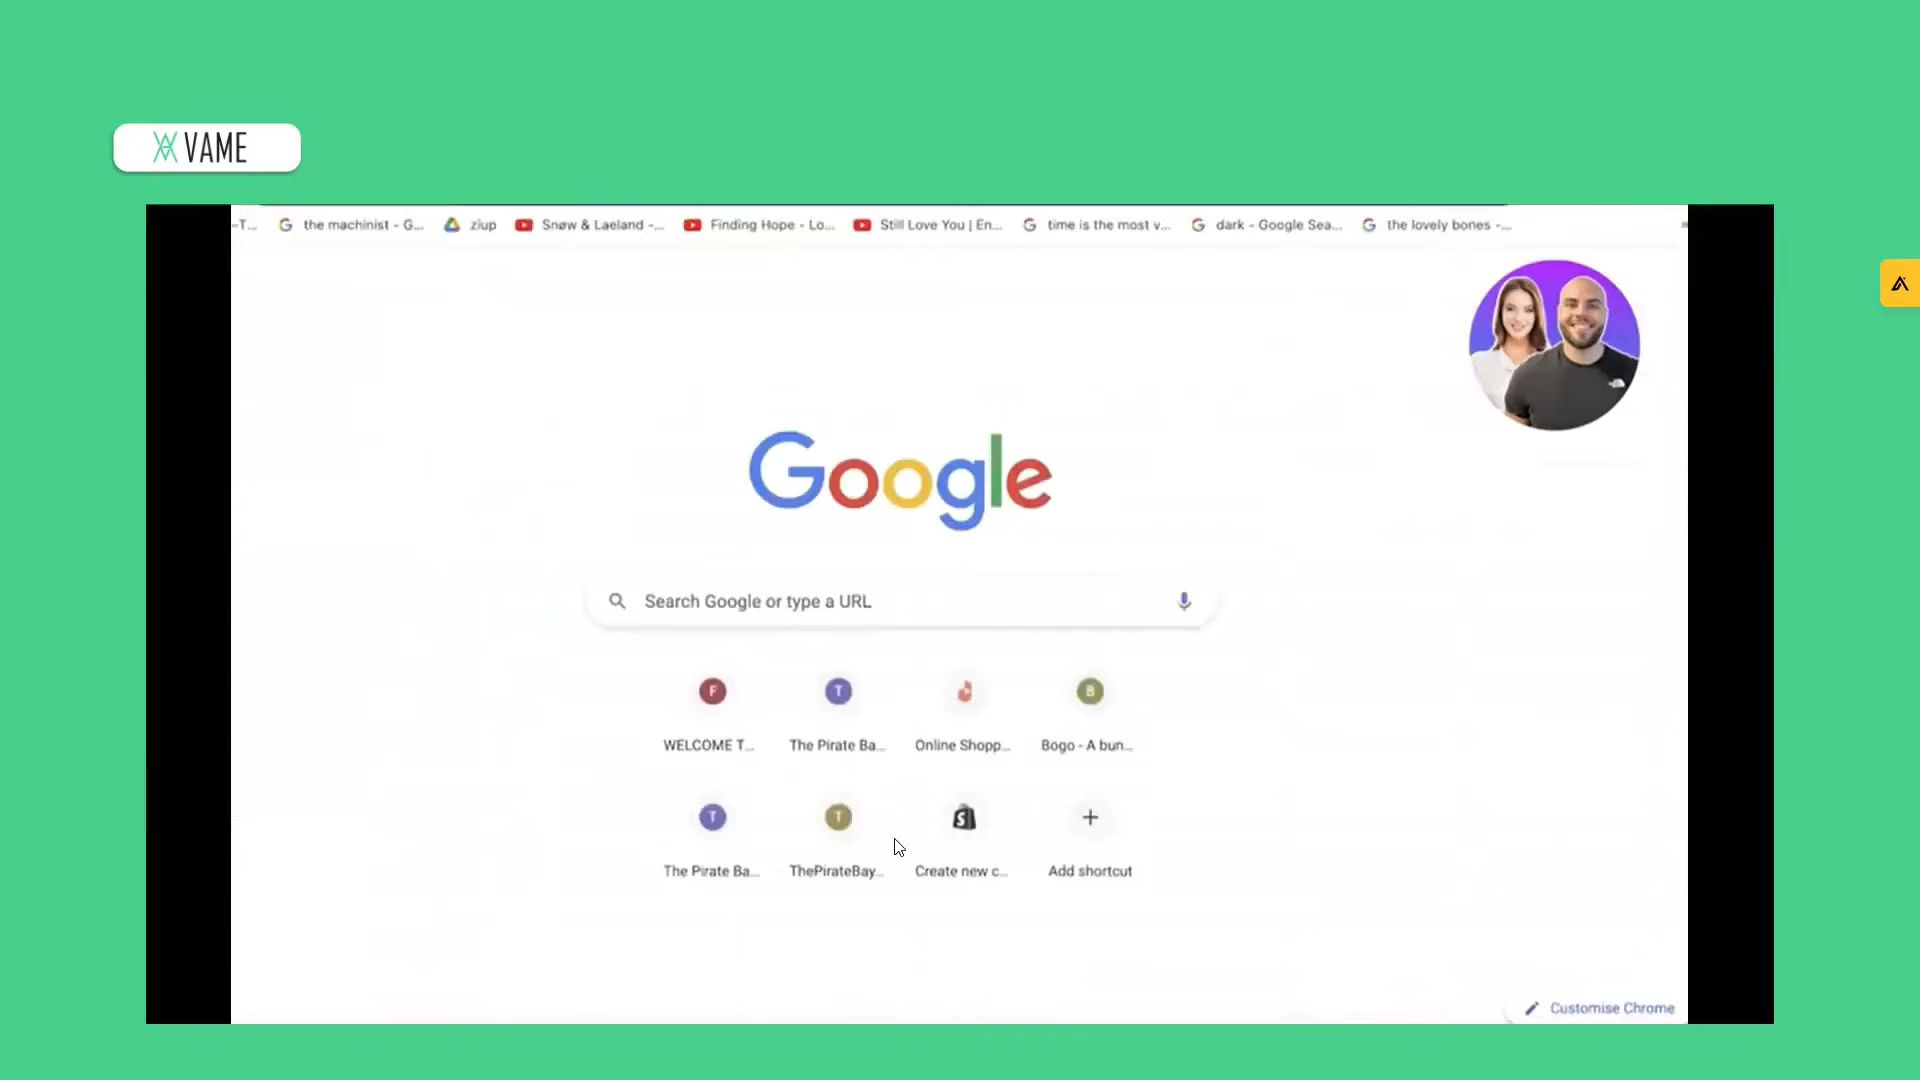 VAME
-T... the machinist - G... ziup Snøw & Laeland -... Finding Hope - Lo... Still Love You | En... time is the most v... dark - Google Sea... the lovely bones -...
Google
Search Google or type a URL
F T B
WELCOME T... The Pirate Ba... Online Shopp... Bogo - A bun...
T T
The Pirate Ba... ThePirateBay... Create new c... Add shortcut
Customise Chrome